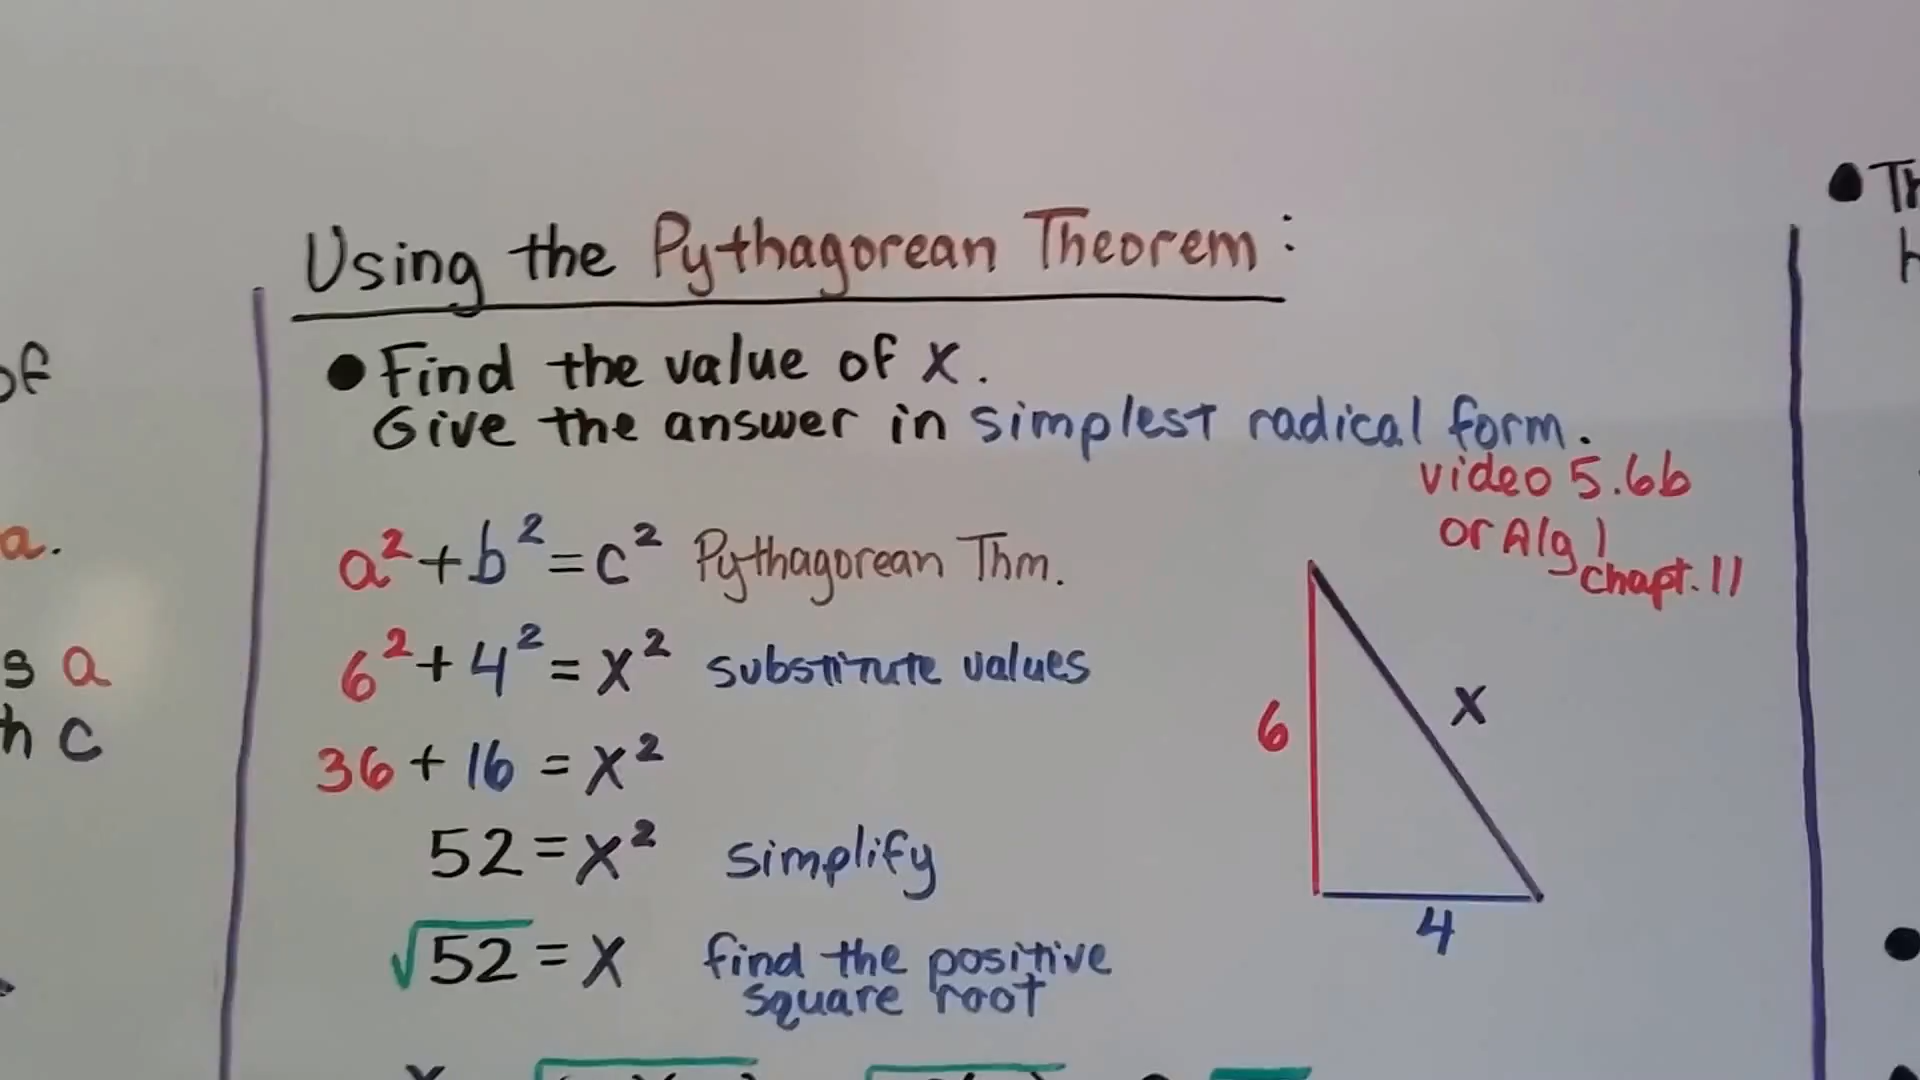 Using the Pythagorean Theorem:
• Find the value of x.
Give the answer in simplest radical form.
video 5.6b
or Alg 1
chapt. 11
a² + b² = c² Pythagorean Thm.
6² + 4² = x² substitute values
36 + 16 = x²
52 = x² simplify
√52 = x find the positive
square root
6
x
4
of
a.
s a
h c